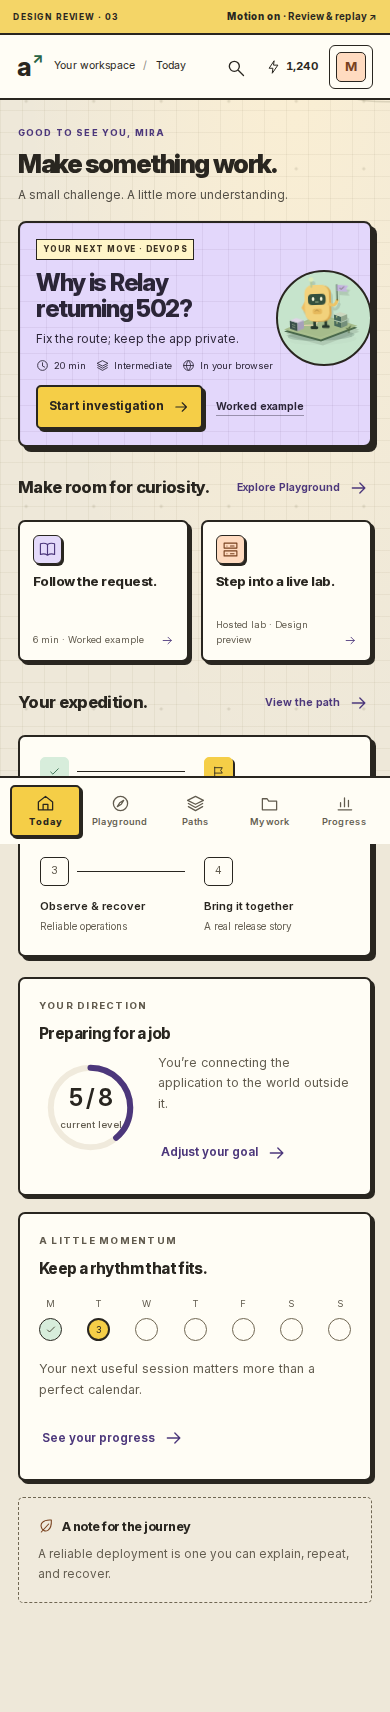 DESIGN REVIEW · 03
Motion on · Review & replay ↗
a↗
Your workspace / Today
1,240
M
GOOD TO SEE YOU, MIRA
Make something work.
A small challenge. A little more understanding.
YOUR NEXT MOVE · DEVOPS
Why is Relay
returning 502?
Fix the route; keep the app private.
20 min Intermediate In your browser
Start investigation →
Worked example
Make room for curiosity.
Explore Playground →
Follow the request.
6 min · Worked example →
Step into a live lab.
Hosted lab · Design
preview →
Your expedition.
View the path →
Today
Playground
Paths
My work
Progress
3
4
Observe & recover
Reliable operations
Bring it together
A real release story
YOUR DIRECTION
Preparing for a job
5/8
current level
You’re connecting the
application to the world outside
it.
Adjust your goal →
A LITTLE MOMENTUM
Keep a rhythm that fits.
M T W T F S S
3
Your next useful session matters more than a
perfect calendar.
See your progress →
A note for the journey
A reliable deployment is one you can explain, repeat,
and recover.